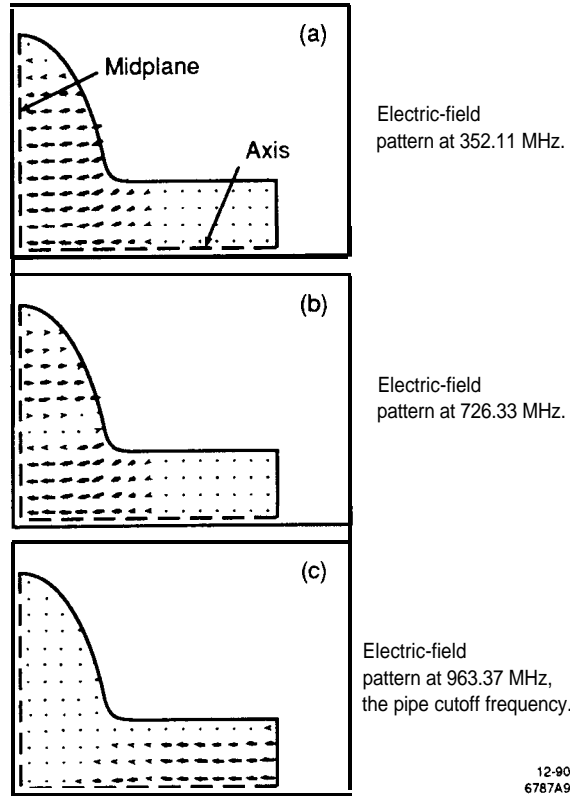 (a)
Midplane
Axis
Electric-field
pattern at 352.11 MHz.
(b)
Electric-field
pattern at 726.33 MHz.
(c)
Electric-field
pattern at 963.37 MHz,
the pipe cutoff frequency.
12-90
6787A9